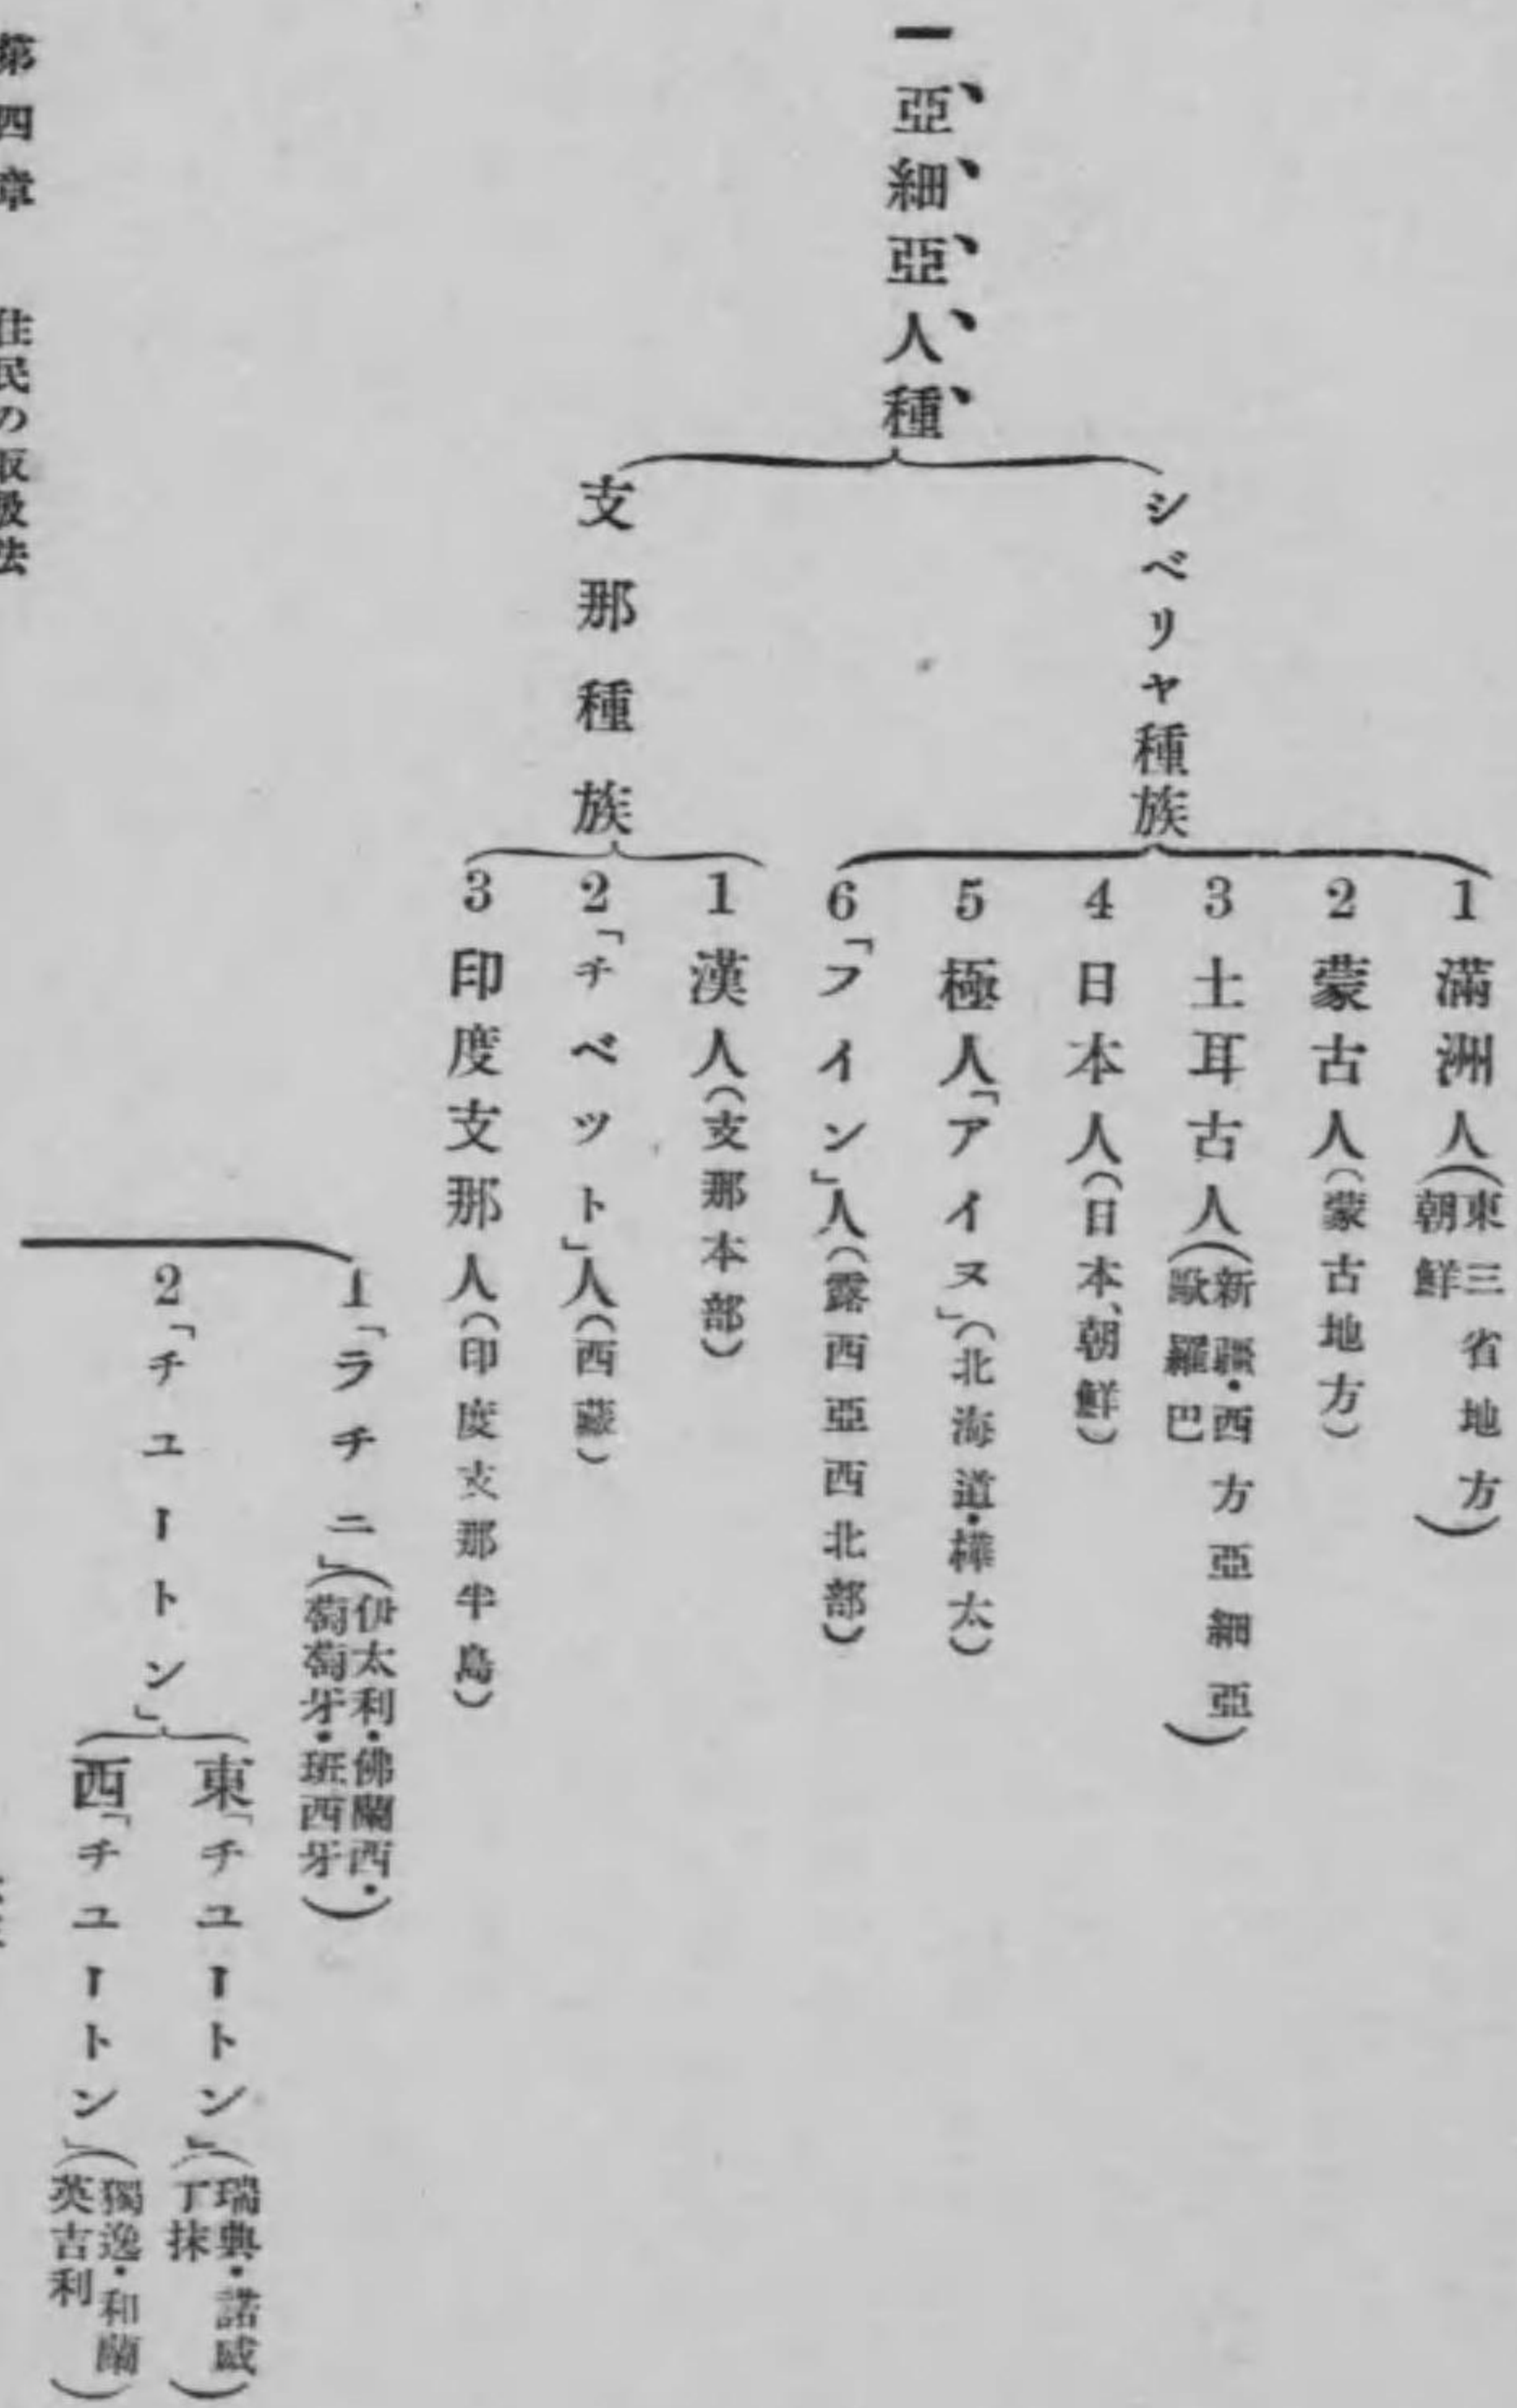 一亞細亞人種
シベリヤ種族
1 滿洲人(東三省地方
朝鮮)
2 蒙古人(蒙古地方)
3 土耳古人(新疆・西方亞細亞
歐羅巴)
4 日本人(日本、朝鮮)
5 極人「アイヌ」(北海道・樺太)
6 「フイン」人(露西亞西北部)
支那種族
1 漢人(支那本部)
2 「チベツト」人(西藏)
3 印度支那人(印度支那半島)
1 「ラチニ」(伊太利・佛蘭西・
萄萄牙・班西牙)
2 「チユートン」
東「チユートン」(瑞典・諾威
丁抹)
西「チユートン」(獨逸・和蘭
英吉利)
第四章 住民の取扱法